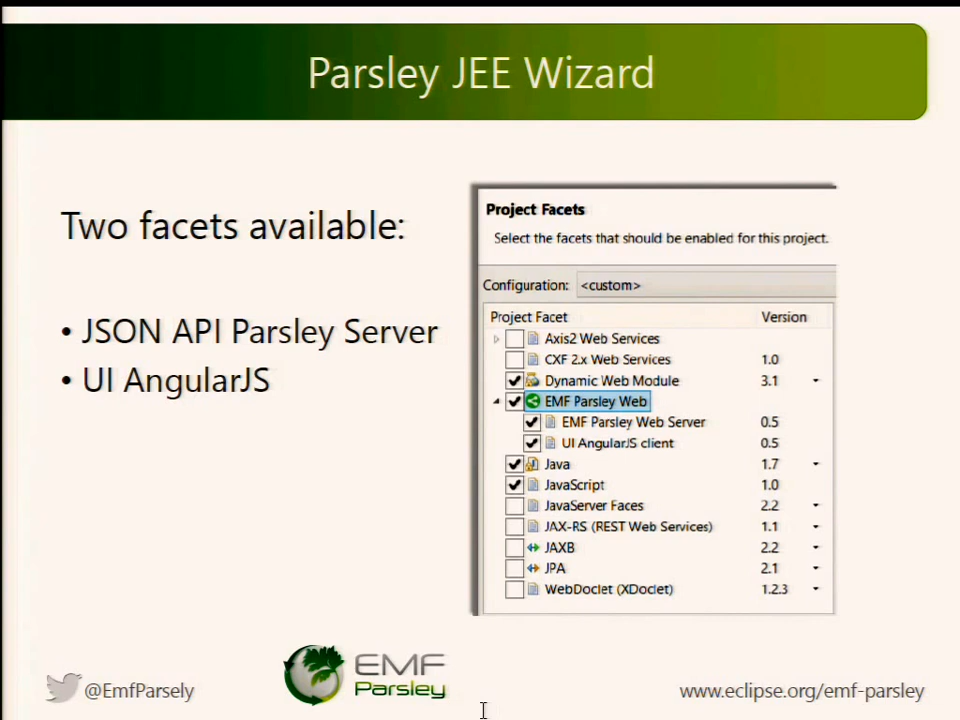 Parsley JEE Wizard
Two facets available:
• JSON API Parsley Server
• UI AngularJS
Project Facets
Select the facets that should be enabled for this project.
Configuration: <custom>
Project Facet Version
Axis2 Web Services
CXF 2.x Web Services 1.0
Dynamic Web Module 3.1
EMF Parsley Web
EMF Parsley Web Server 0.5
UI AngularJS client 0.5
Java 1.7
JavaScript 1.0
JavaServer Faces 2.2
JAX-RS (REST Web Services) 1.1
JAXB 2.2
JPA 2.1
WebDoclet (XDoclet) 1.2.3
@EmfParsely
EMF
Parsley
www.eclipse.org/emf-parsley